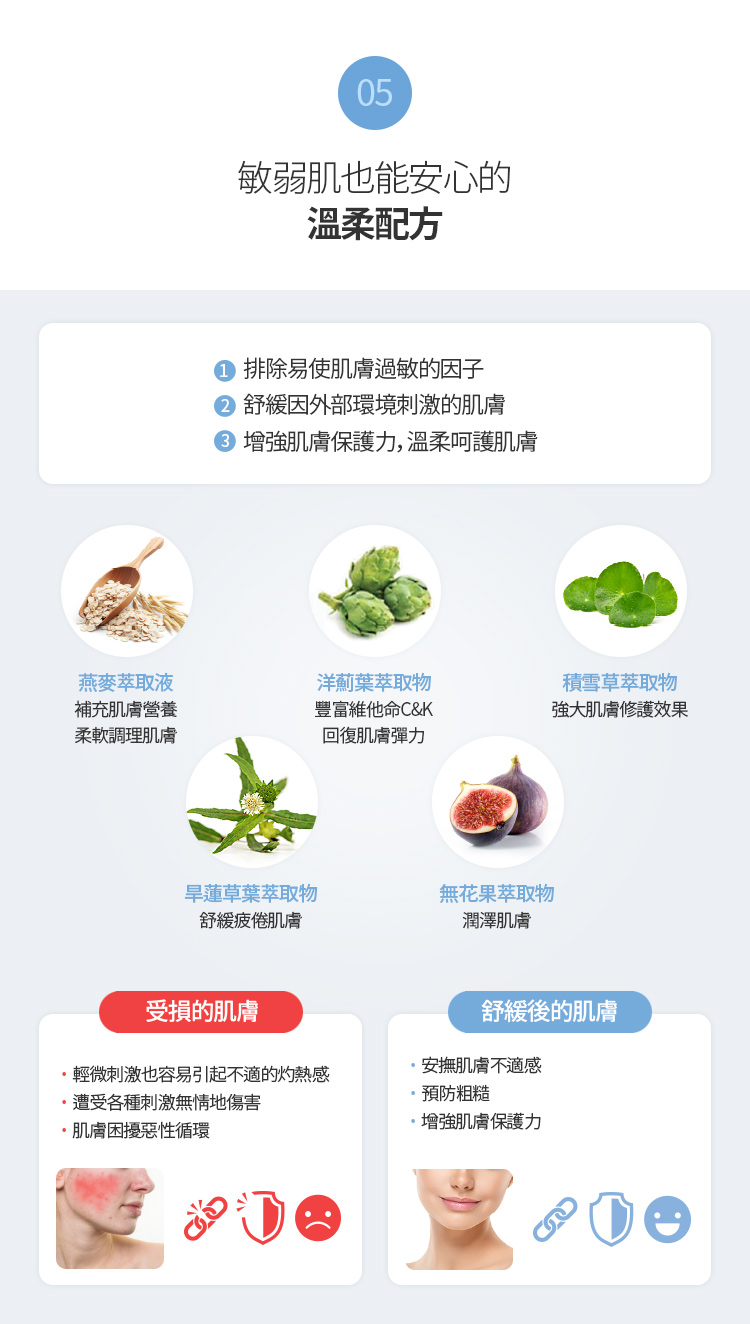 05
敏弱肌也能安心的
溫柔配方
1 排除易使肌膚過敏的因子
2 舒緩因外部環境刺激的肌膚
3 增強肌膚保護力, 溫柔呵護肌膚
燕麥萃取液
補充肌膚營養
柔軟調理肌膚
洋薊葉萃取物
豐富維他命C&K
回復肌膚彈力
積雪草萃取物
強大肌膚修護效果
旱蓮草葉萃取物
舒緩疲倦肌膚
無花果萃取物
潤澤肌膚
受損的肌膚
· 輕微刺激也容易引起不適的灼熱感
· 遭受各種刺激無情地傷害
· 肌膚困擾惡性循環
舒緩後的肌膚
· 安撫肌膚不適感
· 預防粗糙
· 增強肌膚保護力